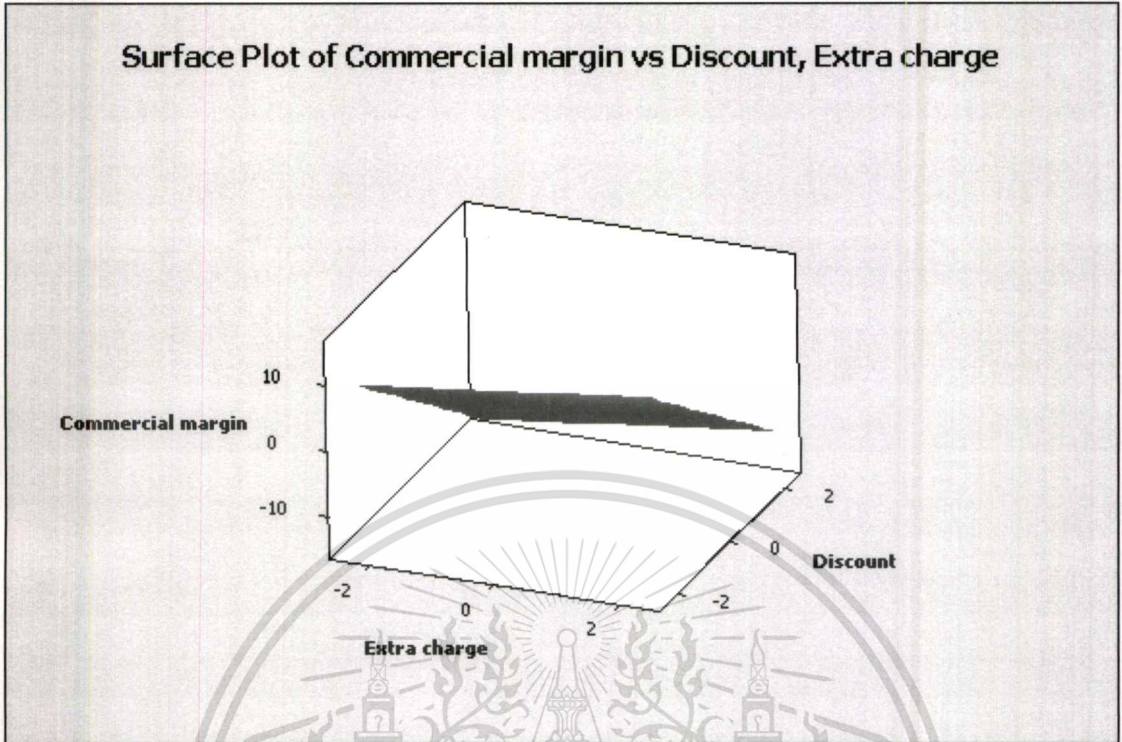 Surface Plot of Commercial margin vs Discount, Extra charge
10
Commercial margin
0
-10
2
0
Discount
-2
-2
0
2
Extra charge